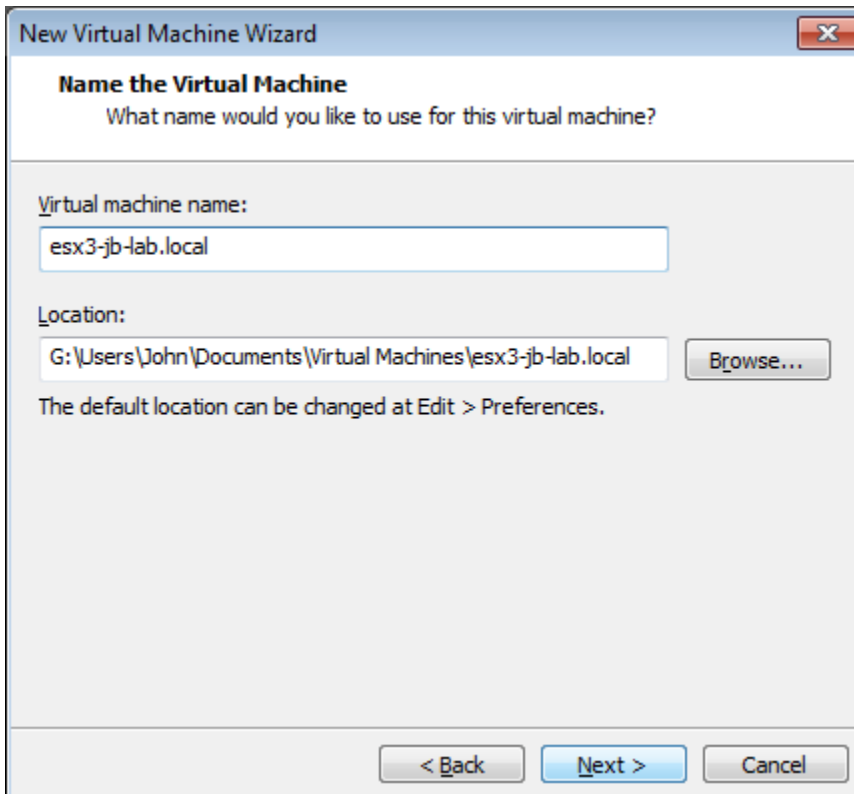 New Virtual Machine Wizard
Name the Virtual Machine
What name would you like to use for this virtual machine?
Virtual machine name:
esx3-jb-lab.local
Location:
G:\Users\John\Documents\Virtual Machines\esx3-jb-lab.local
Browse...
The default location can be changed at Edit > Preferences.
< Back
Next >
Cancel